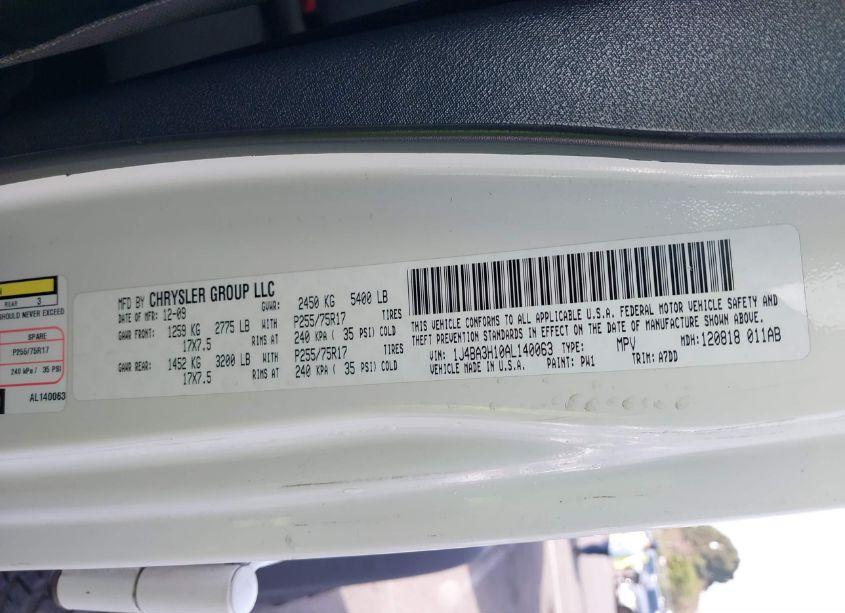 REAR 3
SHOULD NEVER EXCEED
SPARE
P255/75R17
240 kPa / 35 PSI
AL140063
MFD BY CHRYSLER GROUP LLC
DATE OF MFR: 12-09 GVWR: 2450 KG 5400 LB
GAWR FRONT: 1259 KG 2775 LB WITH P255/75R17 TIRES
17X7.5 RIMS AT 240 KPA ( 35 PSI) COLD
GAWR REAR: 1452 KG 3200 LB WITH P255/75R17 TIRES
17X7.5 RIMS AT 240 KPA ( 35 PSI) COLD
THIS VEHICLE CONFORMS TO ALL APPLICABLE U.S.A. FEDERAL MOTOR VEHICLE SAFETY AND
THEFT PREVENTION STANDARDS IN EFFECT ON THE DATE OF MANUFACTURE SHOWN ABOVE.
VIN: 1J4BA3H10AL140063 TYPE: MPV MDH: 120818 011AB
VEHICLE MADE IN U.S.A. PAINT: PW1 TRIM: A7DD